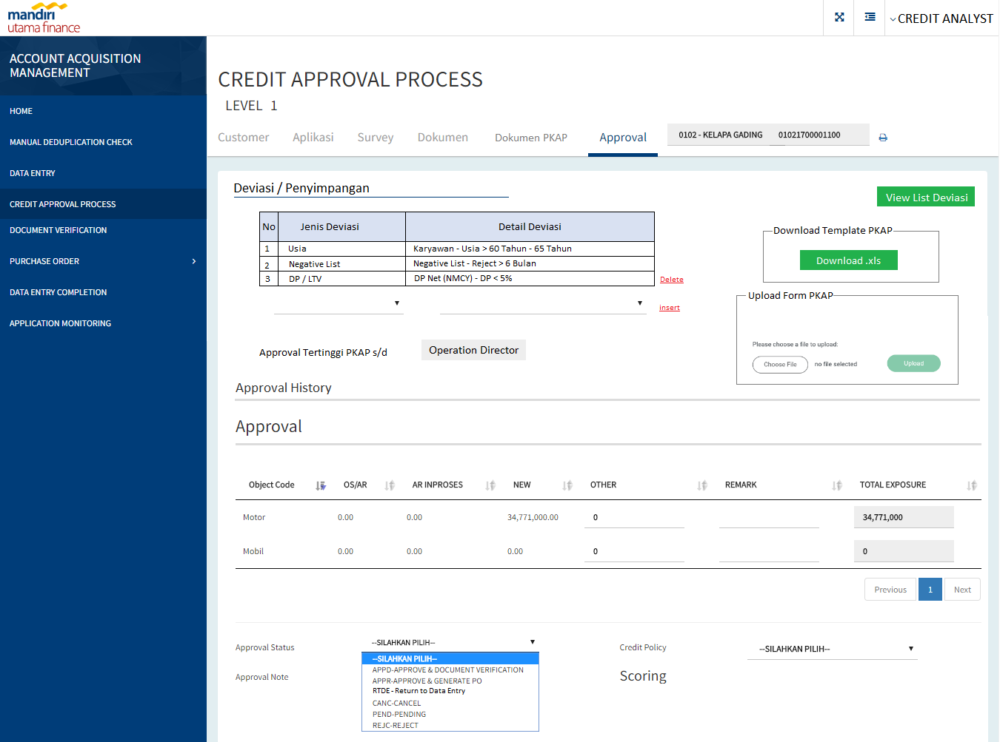 mandiri
utama finance
CREDIT ANALYST
ACCOUNT ACQUISITION
MANAGEMENT
HOME
MANUAL DEDUPLICATION CHECK
DATA ENTRY
CREDIT APPROVAL PROCESS
DOCUMENT VERIFICATION
PURCHASE ORDER
DATA ENTRY COMPLETION
APPLICATION MONITORING
CREDIT APPROVAL PROCESS
LEVEL 1
Customer Aplikasi Survey Dokumen Dokumen PKAP Approval 0102 - KELAPA GADING 01021700001100
Deviasi / Penyimpangan
View List Deviasi
No Jenis Deviasi Detail Deviasi
1 Usia Karyawan - Usia > 60 Tahun - 65 Tahun
2 Negative List Negative List - Reject > 6 Bulan
3 DP / LTV DP Net (NMCY) - DP < 5% Delete
insert
Download Template PKAP
Download .xls
Upload Form PKAP
Please choose a file to upload:
Choose File no file selected Upload
Approval Tertinggi PKAP s/d Operation Director
Approval History
Approval
Object Code OS/AR AR INPROSES NEW OTHER REMARK TOTAL EXPOSURE
Motor 0.00 0.00 34,771,000.00 0 34,771,000
Mobil 0.00 0.00 0.00 0 0
Previous 1 Next
Approval Status --SILAHKAN PILIH--
--SILAHKAN PILIH--
APPD-APPROVE & DOCUMENT VERIFICATION
APPR-APPROVE & GENERATE PO
RTDE - Return to Data Entry
CANC-CANCEL
PEND-PENDING
REJC-REJECT
Approval Note
Credit Policy --SILAHKAN PILIH--
Scoring